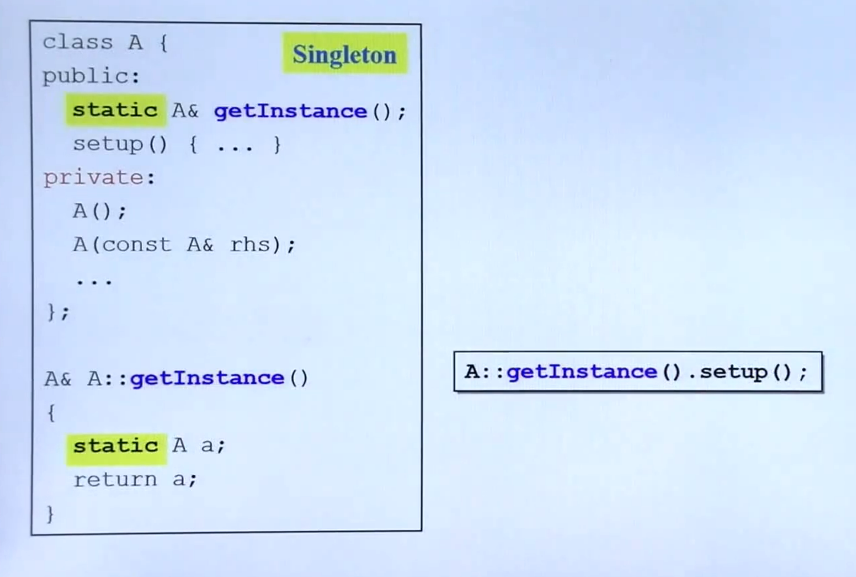 class A {
Singleton
public:
static A& getInstance();
setup() { ... }
private:
A();
A(const A& rhs);
...
};
A& A::getInstance()
{
static A a;
return a;
}
A::getInstance().setup();